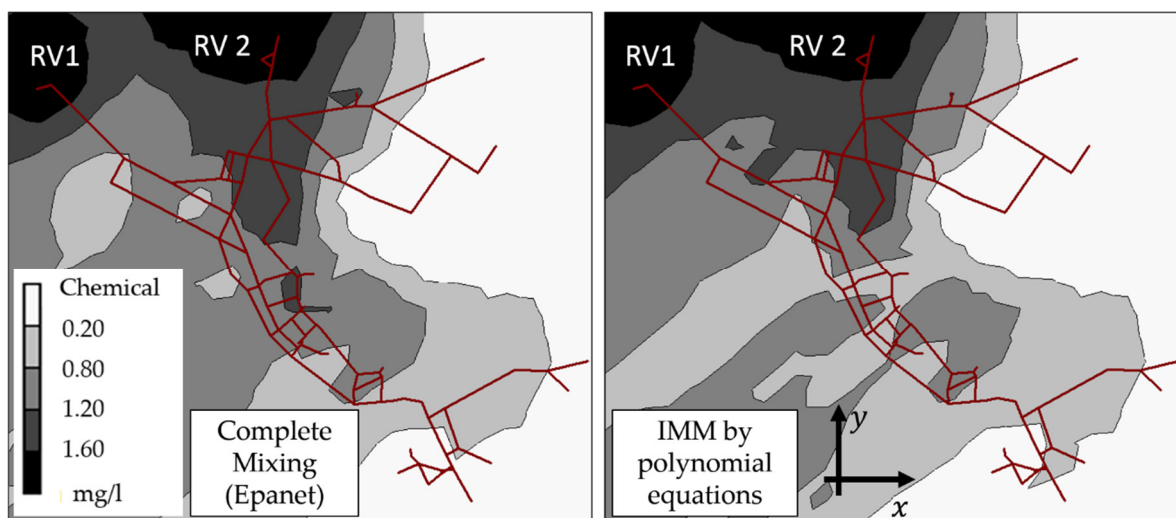 RV1
RV 2
Chemical
0.20
0.80
1.20
1.60
mg/l
Complete
Mixing
(Epanet)
RV1
RV 2
IMM by
polynomial
equations
y
x